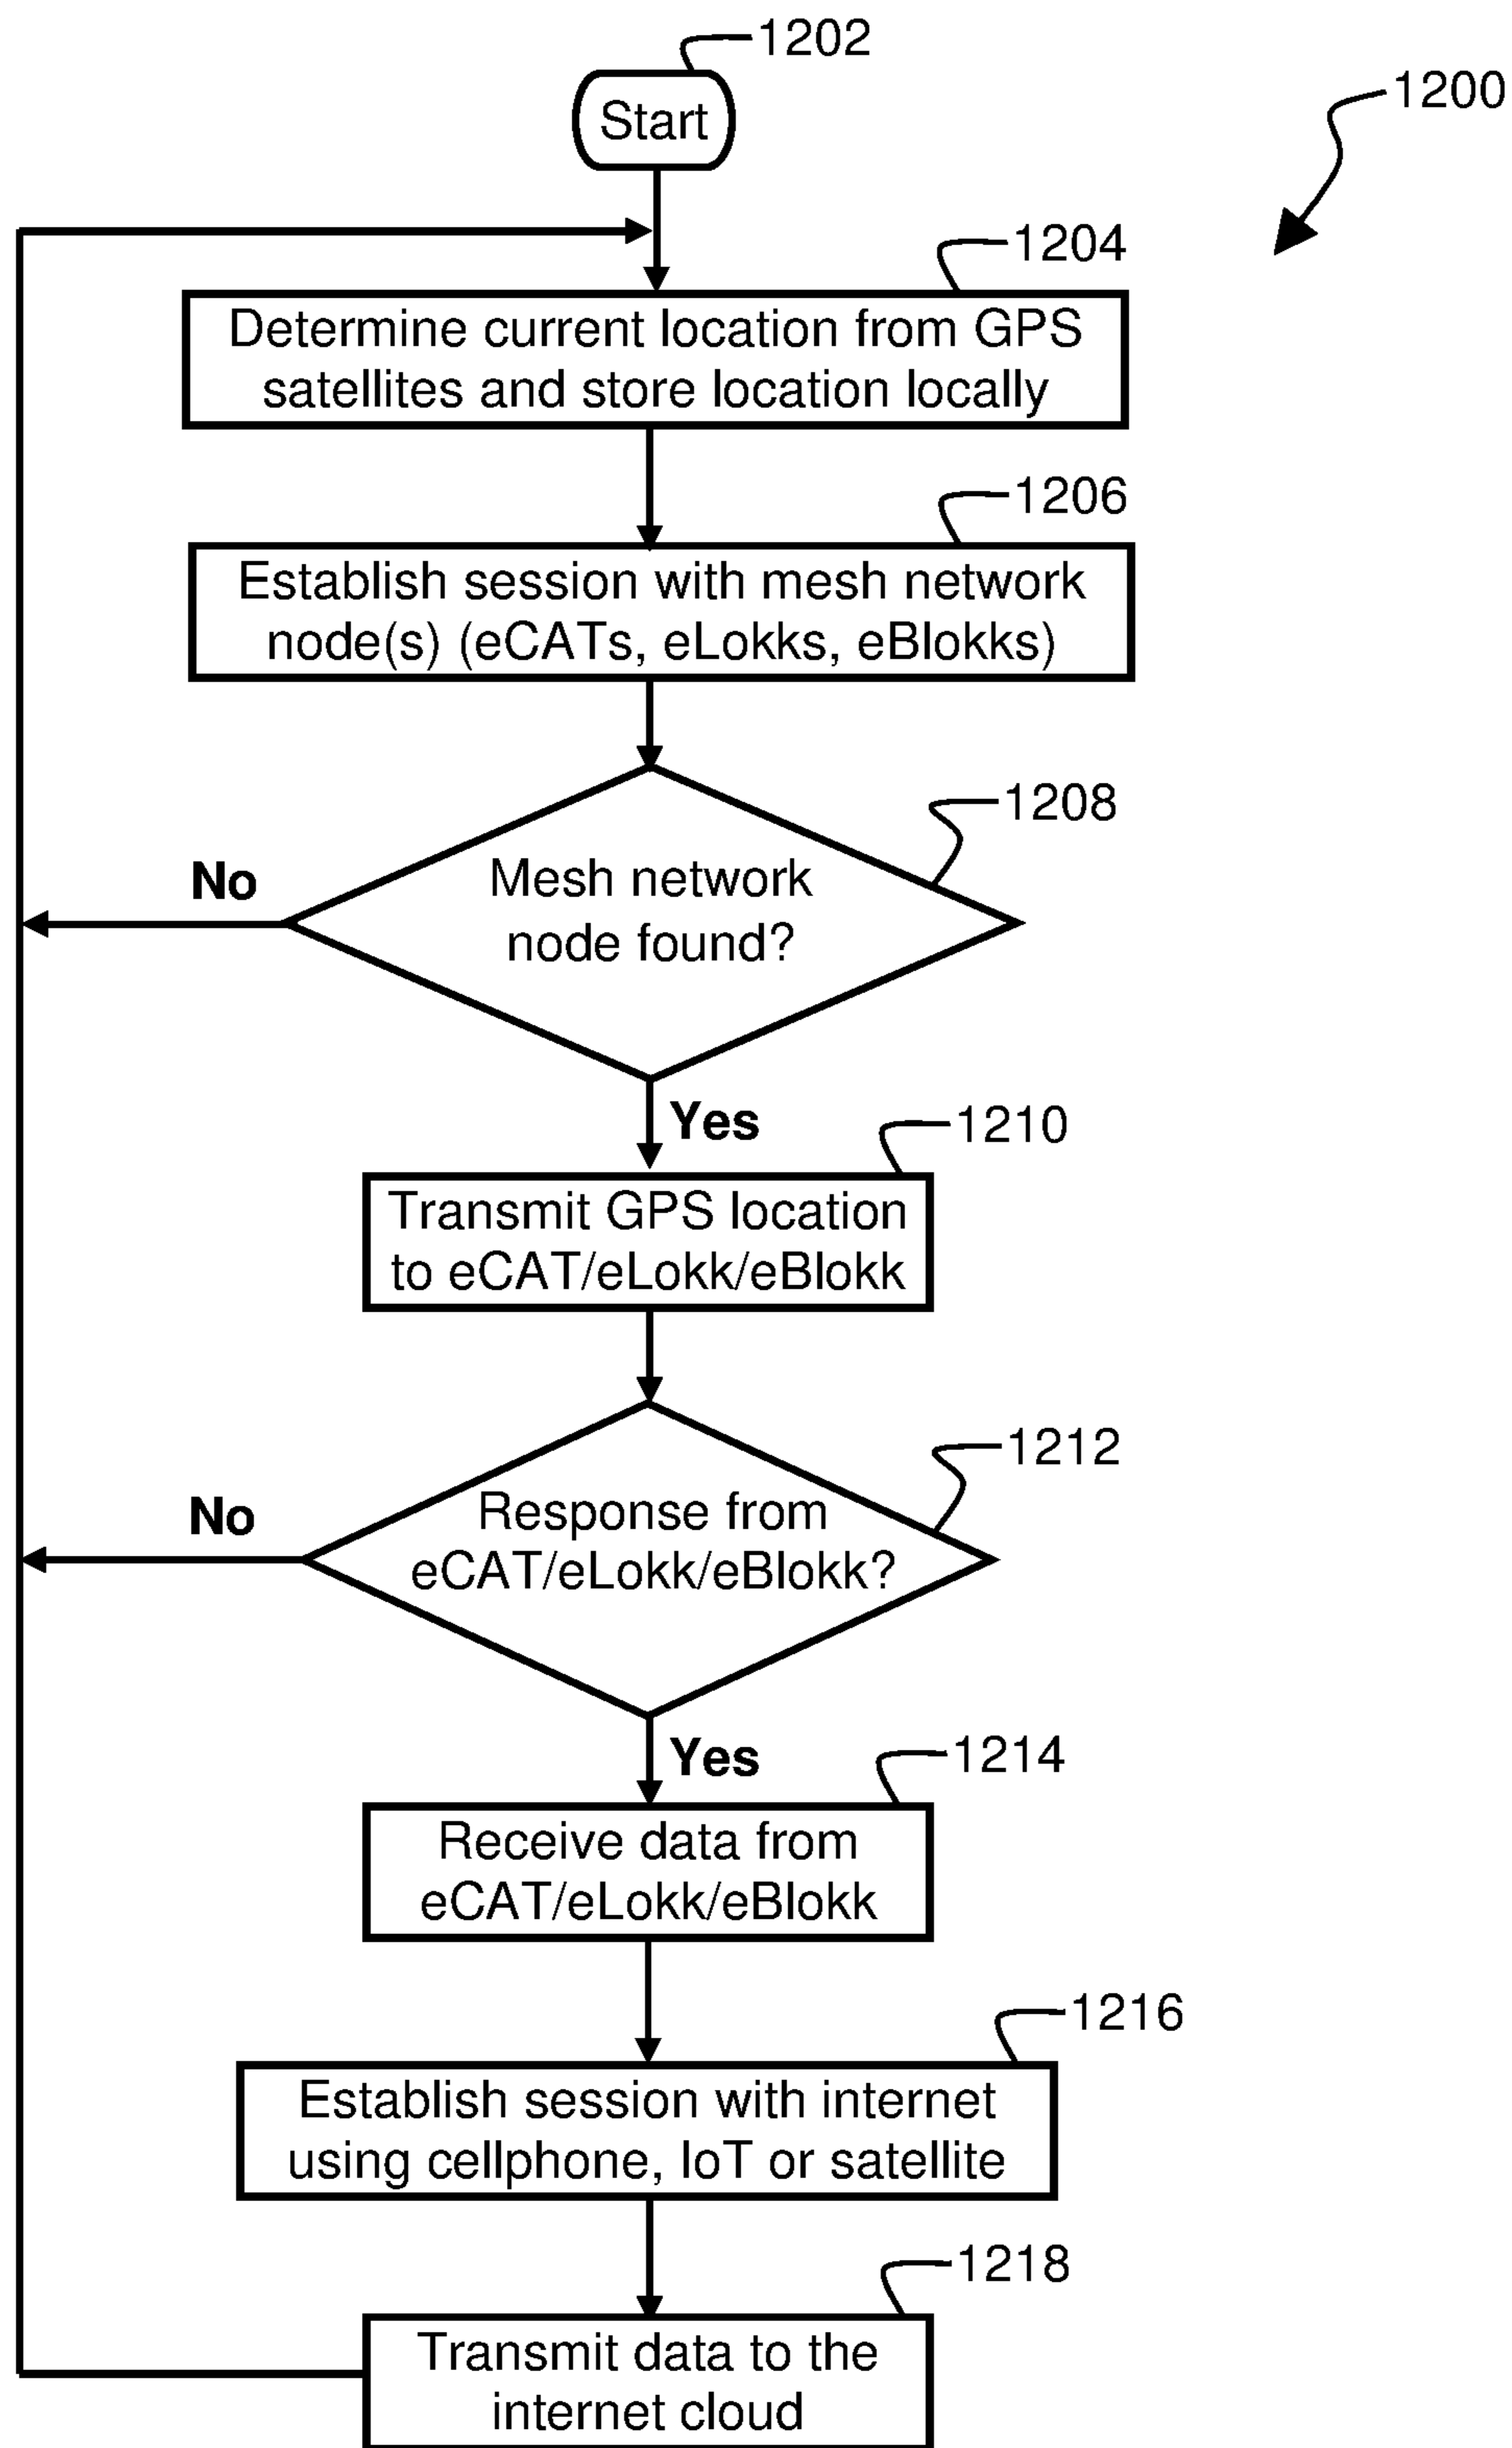 1202
Start
1200
1204
Determine current location from GPS
satellites and store location locally
1206
Establish session with mesh network
node(s) (eCATs, eLokks, eBlokks)
1208
Mesh network
node found?
No
Yes
1210
Transmit GPS location
to eCAT/eLokk/eBlokk
1212
Response from
eCAT/eLokk/eBlokk?
No
Yes
1214
Receive data from
eCAT/eLokk/eBlokk
1216
Establish session with internet
using cellphone, IoT or satellite
1218
Transmit data to the
internet cloud